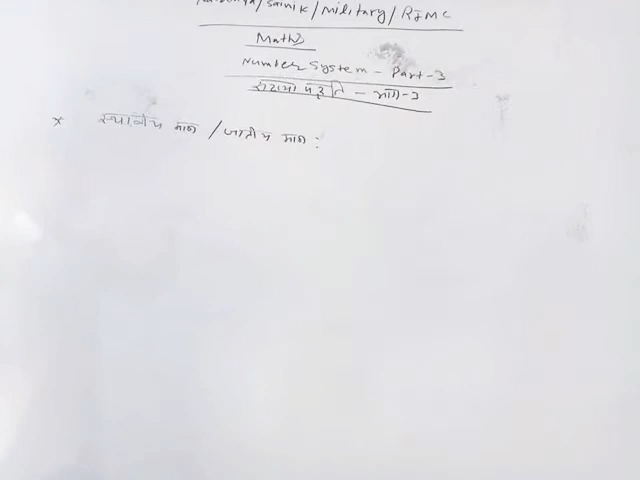 /Sainik/Military/RIMC
Maths
Number System - Part-3
संख्या पद्धति - भाग-3
* स्थानीय मान / जातीय मान :